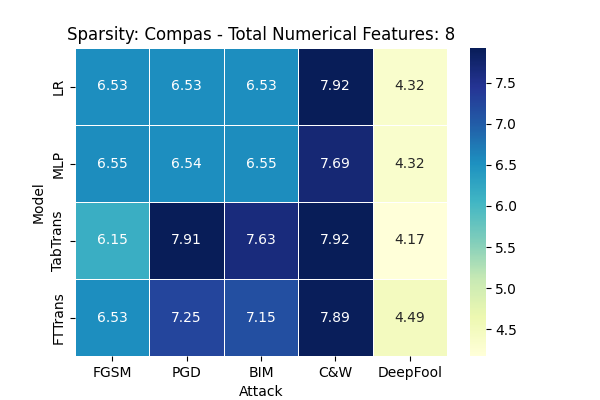 Sparsity: Compas - Total Numerical Features: 8
Model
LR 6.53 6.53 6.53 7.92 4.32
MLP 6.55 6.54 6.55 7.69 4.32
TabTrans 6.15 7.91 7.63 7.92 4.17
FTTrans 6.53 7.25 7.15 7.89 4.49
FGSM PGD BIM C&W DeepFool
Attack
7.5
7.0
6.5
6.0
5.5
5.0
4.5